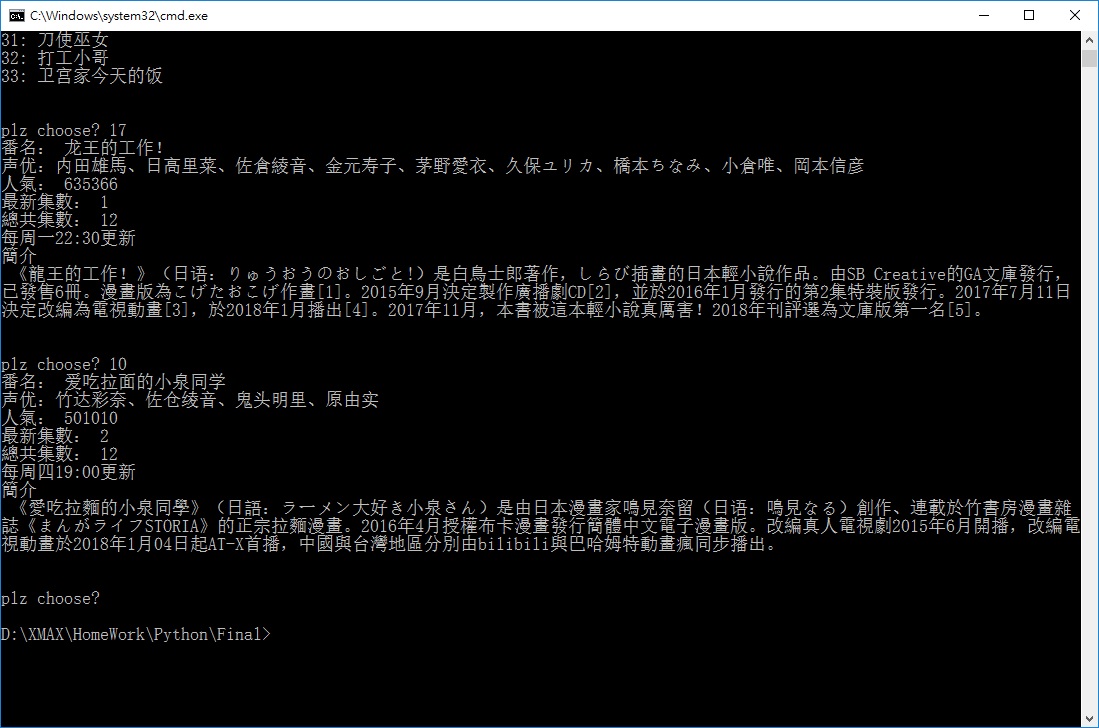 C:\Windows\system32\cmd.exe
31: 刀使巫女
32: 打工小哥
33: 卫宫家今天的饭
plz choose? 17
番名： 龙王的工作！
声优：内田雄馬、日高里菜、佐倉綾音、金元寿子、茅野愛衣、久保ユリカ、橋本ちなみ、小倉唯、岡本信彦
人氣： 635366
最新集數： 1
總共集數： 12
每周一22:30更新
簡介
《龍王的工作！》（日语：りゅうおうのおしごと!）是白鳥士郎著作，しらび插畫的日本輕小說作品。由SB Creative的GA文庫發行，
已發售6冊。漫畫版為こげたおこげ作畫[1]。2015年9月決定製作廣播劇CD[2]，並於2016年1月發行的第2集特装版發行。2017年7月11日
決定改編為電視動畫[3]，於2018年1月播出[4]。2017年11月，本書被這本輕小說真厲害！2018年刊評選為文庫版第一名[5]。
plz choose? 10
番名： 爱吃拉面的小泉同学
声优：竹达彩奈、佐仓绫音、鬼头明里、原由实
人氣： 501010
最新集數： 2
總共集數： 12
每周四19:00更新
簡介
《愛吃拉麵的小泉同學》（日語：ラーメン大好き小泉さん）是由日本漫畫家鳴見奈留（日语：鳴見なる）創作、連載於竹書房漫畫雜
誌《まんがライフSTORIA》的正宗拉麵漫畫。2016年4月授權布卡漫畫發行簡體中文電子漫畫版。改編真人電視劇2015年6月開播，改編電
視動畫於2018年1月04日起AT-X首播，中國與台灣地區分別由bilibili與巴哈姆特動畫瘋同步播出。
plz choose?
D:\XMAX\HomeWork\Python\Final>